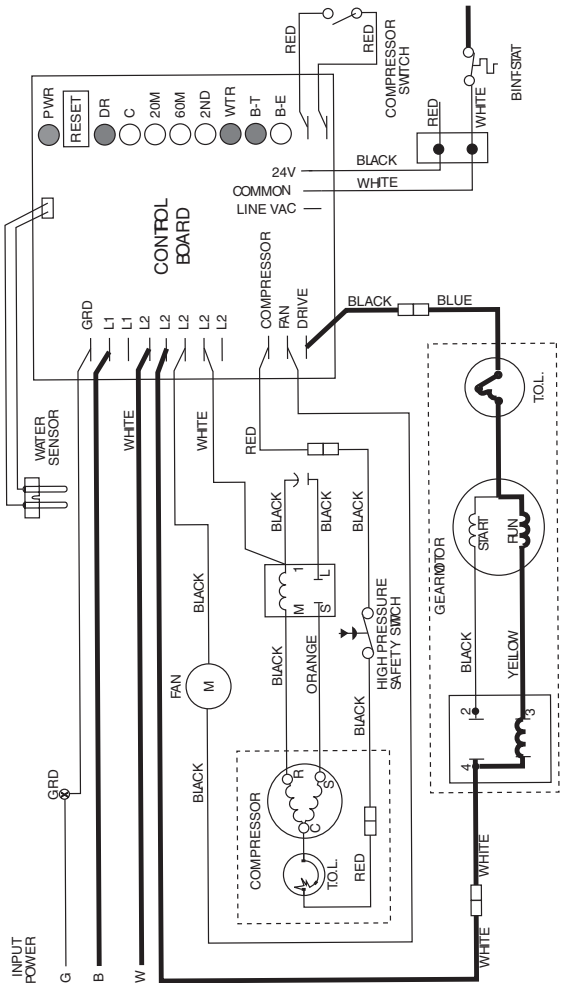 INPUT
POWER
G
B
W
GRD
WATER
SENSOR
GRD
L1
L1
L2
L2
L2
L2
L2
WHITE
WHITE
CONTROL
BOARD
PWR
RESET
DR
C
20M
60M
2ND
WTR
B-T
B-E
24V
COMMON
LINE VAC
COMPRESSOR
FAN
DRIVE
RED
RED
COMPRESSOR
SWITCH
BLACK
WHITE
RED
WHITE
BIN T-STAT
FAN
M
BLACK
BLACK
RED
BLACK
BLACK
BLACK
1
L
M
S
BLACK
ORANGE
HIGH PRESSURE
SAFETY SWITCH
BLACK
COMPRESSOR
R
S
C
T.O.L.
RED
BLACK
BLUE
T.O.L.
GEARMOTOR
START
RUN
BLACK
YELLOW
2
3
4
WHITE
WHITE